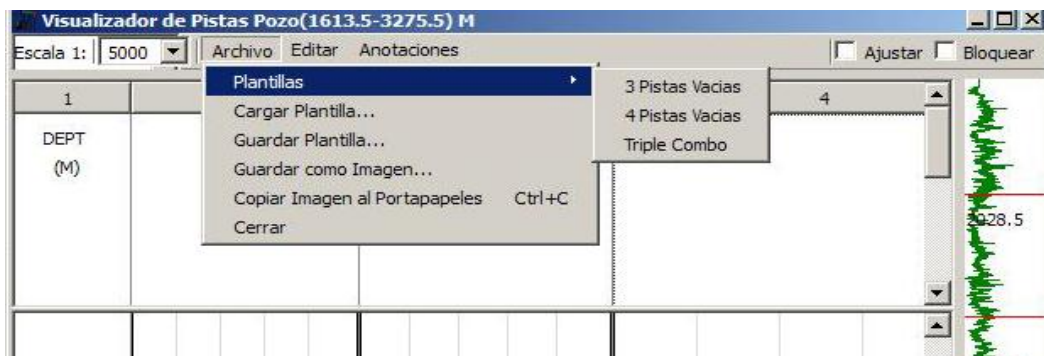 Visualizador de Pistas Pozo(1613.5-3275.5) M
Escala 1: 5000 Archivo Editar Anotaciones Ajustar Bloquear
Plantillas
3 Pistas Vacias
4 Pistas Vacias
Triple Combo
Cargar Plantilla...
Guardar Plantilla...
Guardar como Imagen...
Copiar Imagen al Portapapeles Ctrl+C
Cerrar
1 4
DEPT
(M)
2028.5